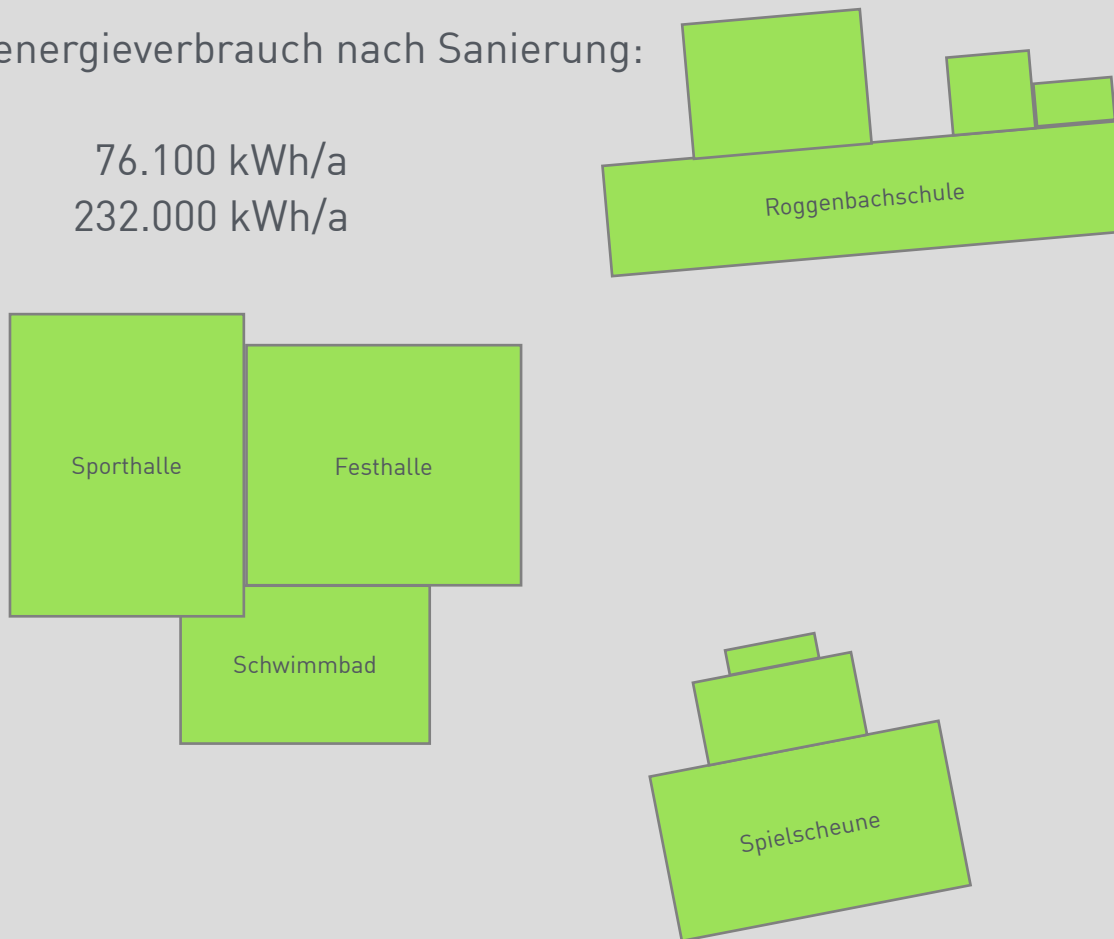 energieverbrauch nach Sanierung:
76.100 kWh/a
232.000 kWh/a
Roggenbachschule
Sporthalle
Festhalle
Schwimmbad
Spielscheune